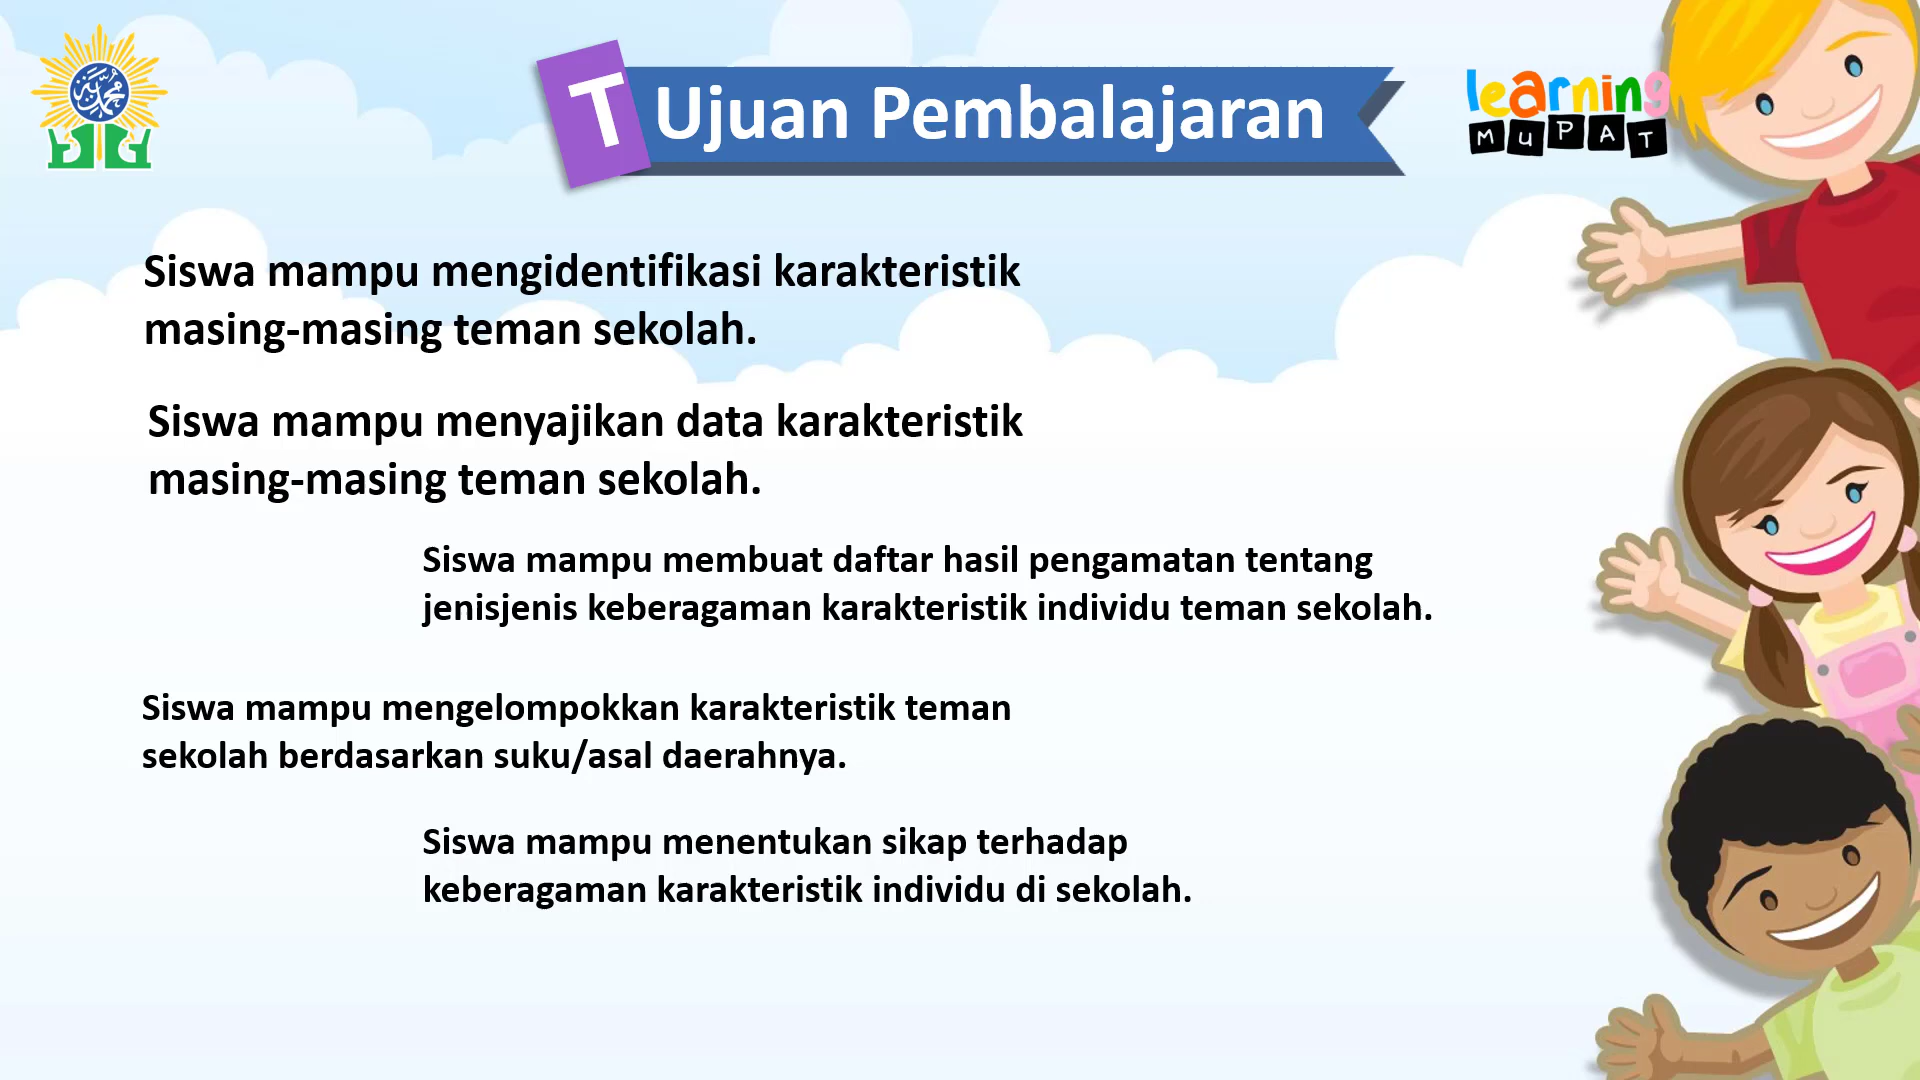 T Ujuan Pembalajaran
learning
MUPAT
Siswa mampu mengidentifikasi karakteristik
masing-masing teman sekolah.
Siswa mampu menyajikan data karakteristik
masing-masing teman sekolah.
Siswa mampu membuat daftar hasil pengamatan tentang
jenisjenis keberagaman karakteristik individu teman sekolah.
Siswa mampu mengelompokkan karakteristik teman
sekolah berdasarkan suku/asal daerahnya.
Siswa mampu menentukan sikap terhadap
keberagaman karakteristik individu di sekolah.